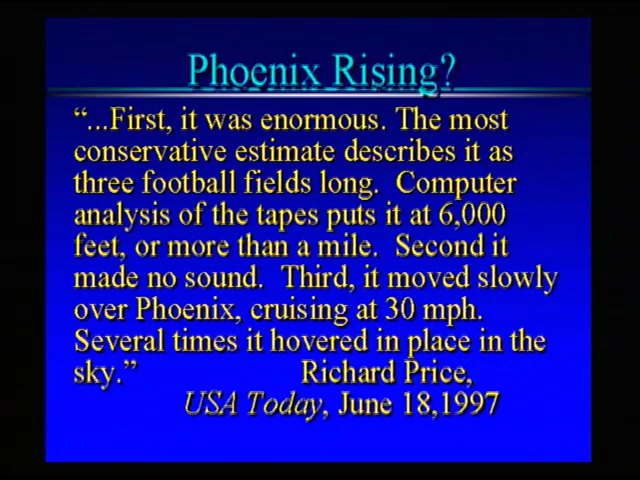 Phoenix Rising?
“...First, it was enormous. The most
conservative estimate describes it as
three football fields long.  Computer
analysis of the tapes puts it at 6,000
feet, or more than a mile.  Second it
made no sound.  Third, it moved slowly
over Phoenix, cruising at 30 mph.
Several times it hovered in place in the
sky.”  Richard Price,
USA Today, June 18,1997